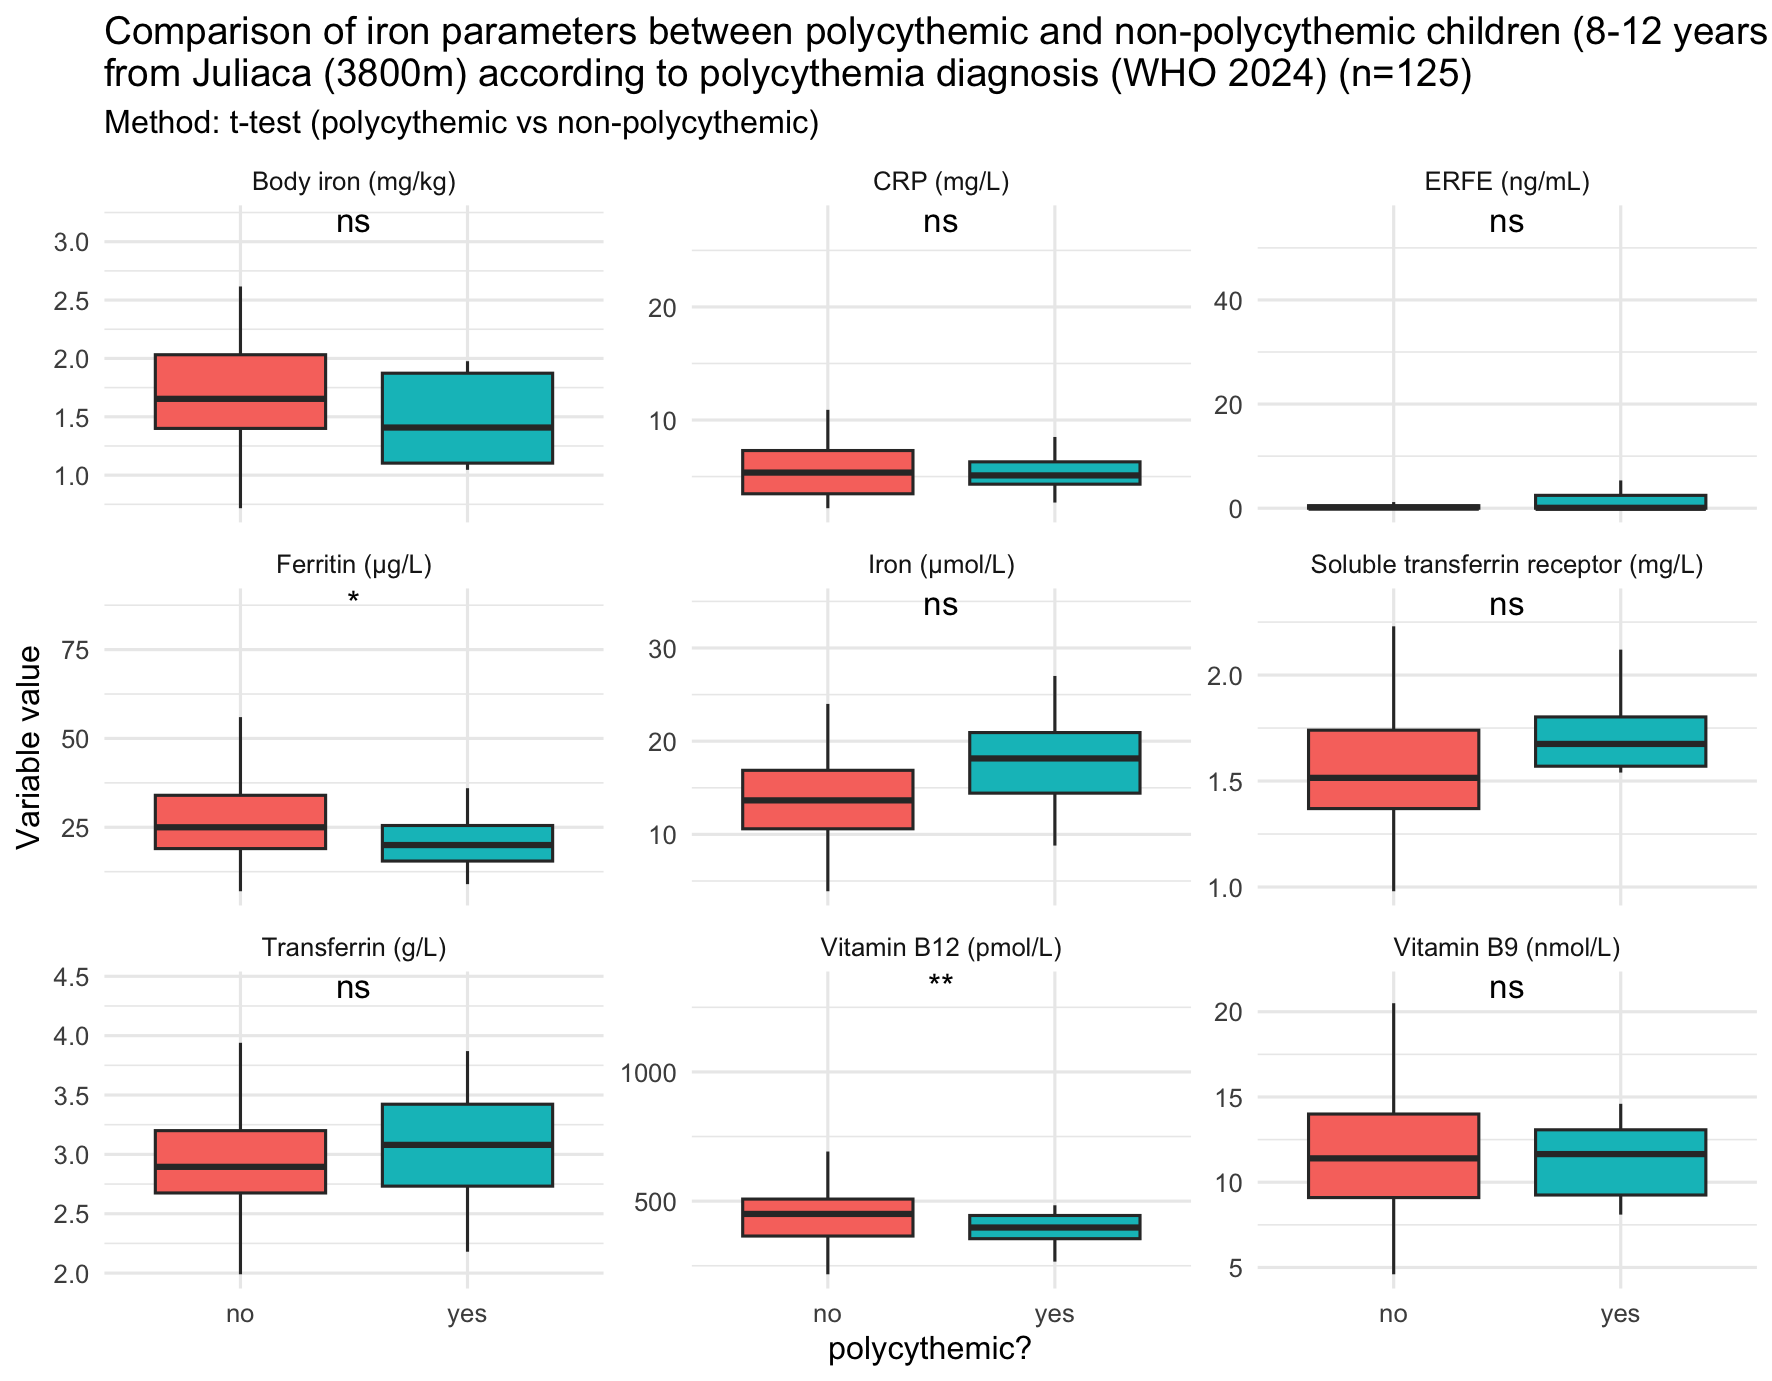 Comparison of iron parameters between polycythemic and non-polycythemic children (8-12 years
from Juliaca (3800m) according to polycythemia diagnosis (WHO 2024) (n=125)
Method: t-test (polycythemic vs non-polycythemic)
Body iron (mg/kg)
ns
3.0
2.5
2.0
1.5
1.0
CRP (mg/L)
ns
20
10
ERFE (ng/mL)
ns
40
20
0
Variable value
Ferritin (µg/L)
*
75
50
25
Iron (µmol/L)
ns
30
20
10
Soluble transferrin receptor (mg/L)
ns
2.0
1.5
1.0
Transferrin (g/L)
ns
4.5
4.0
3.5
3.0
2.5
2.0
no yes
Vitamin B12 (pmol/L)
**
1000
500
no yes
Vitamin B9 (nmol/L)
ns
20
15
10
5
no yes
polycythemic?